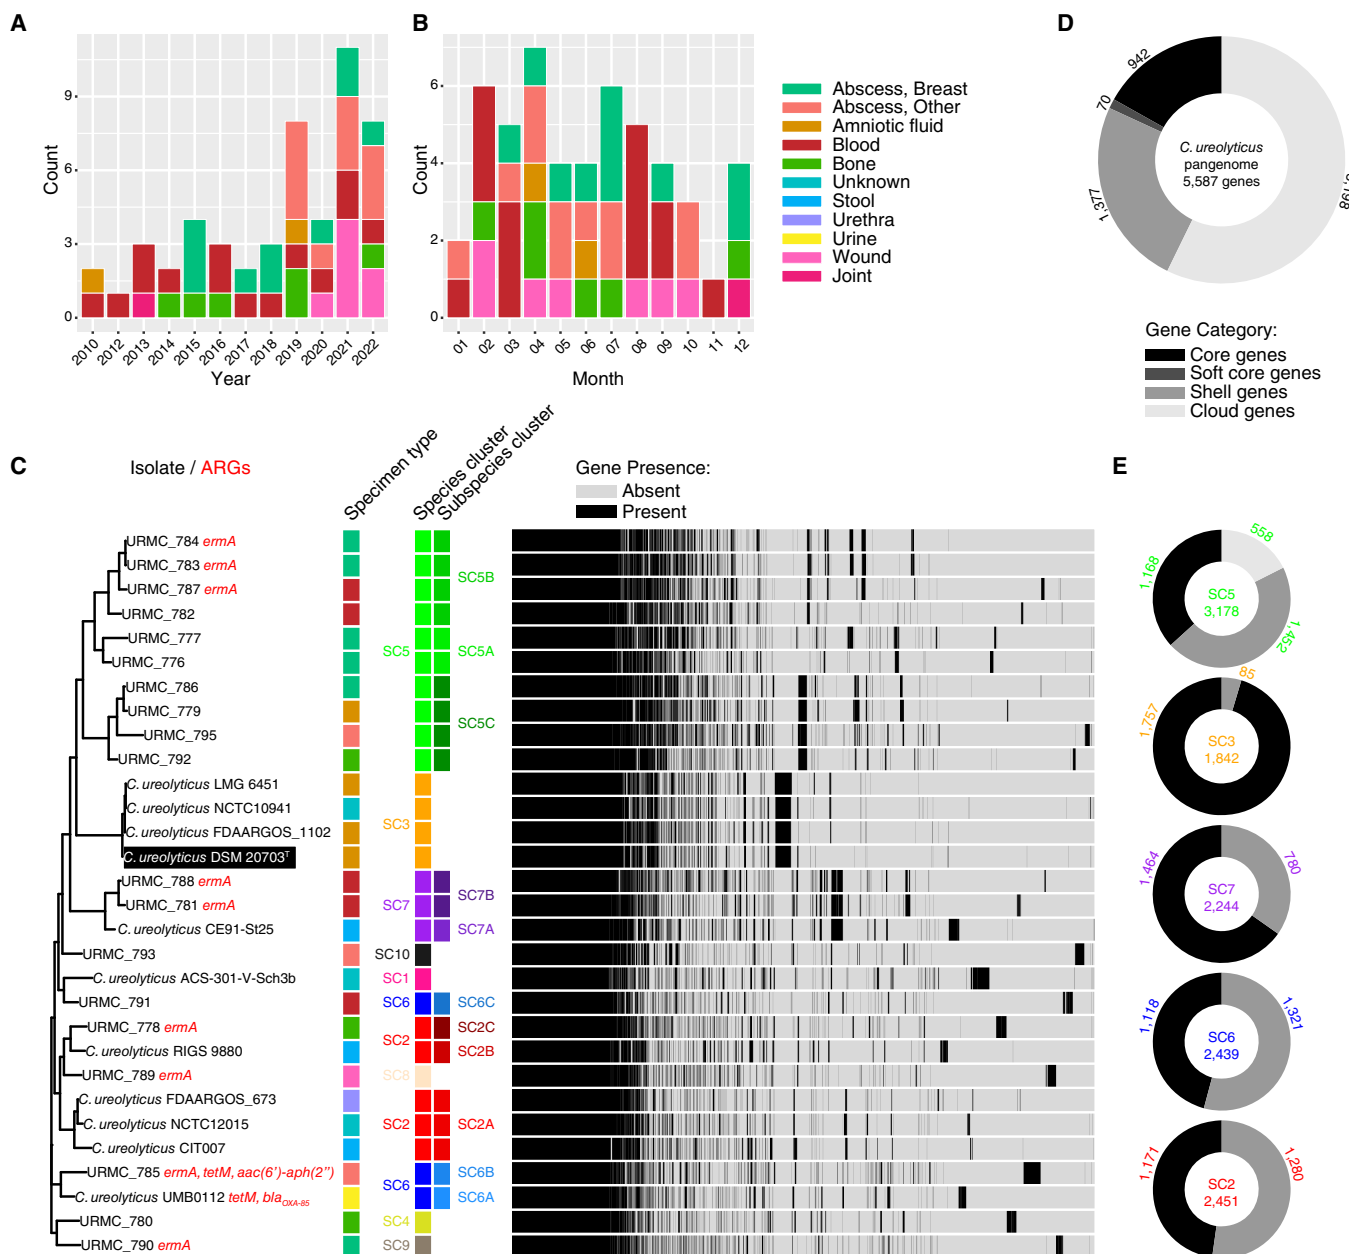 A
Count
9
6
3
0
2010
2012
2013
2014
2015
2016
2017
2018
2019
2020
2021
2022
Year
B
Count
6
4
2
0
01
02
03
04
05
06
07
08
09
10
11
12
Month
Abscess, Breast
Abscess, Other
Amniotic fluid
Blood
Bone
Unknown
Stool
Urethra
Urine
Wound
Joint
D
942
70
1,377
C. ureolyticus
pangenome
5,587 genes
Gene Category:
Core genes
Soft core genes
Shell genes
Cloud genes
C
Isolate / ARGs
Specimen type
Species cluster
Subspecies cluster
Gene Presence:
Absent
Present
URMC_784 ermA
URMC_783 ermA
URMC_787 ermA
URMC_782
URMC_777
URMC_776
URMC_786
URMC_779
URMC_795
URMC_792
C. ureolyticus LMG 6451
C. ureolyticus NCTC10941
C. ureolyticus FDAARGOS_1102
C. ureolyticus DSM 20703T
URMC_788 ermA
URMC_781 ermA
C. ureolyticus CE91-St25
URMC_793
C. ureolyticus ACS-301-V-Sch3b
URMC_791
URMC_778 ermA
C. ureolyticus RIGS 9880
URMC_789 ermA
C. ureolyticus FDAARGOS_673
C. ureolyticus NCTC12015
C. ureolyticus CIT007
URMC_785 ermA, tetM, aac(6')-aph(2'')
C. ureolyticus UMB0112 tetM, blaOXA-85
URMC_780
URMC_790 ermA
SC5
SC3
SC7
SC10
SC1
SC6
SC2
SC8
SC2
SC6
SC4
SC9
SC5B
SC5A
SC5C
SC7B
SC7A
SC6C
SC2C
SC2B
SC2A
SC6B
SC6A
E
558
1,168
SC5
3,178
1,452
85
1,757
SC3
1,842
1,464
780
SC7
2,244
1,118
1,321
SC6
2,439
1,171
1,280
SC2
2,451